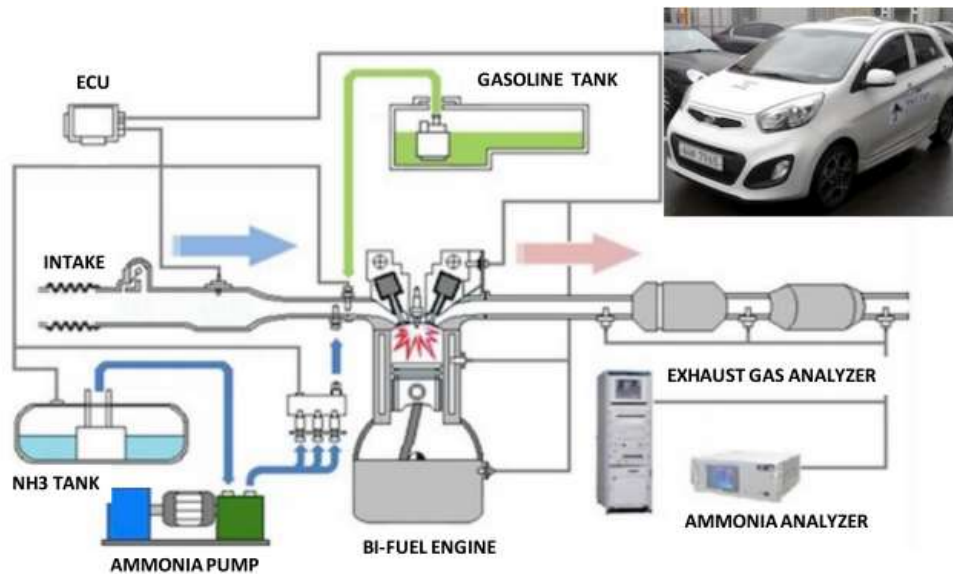 ECU
GASOLINE TANK
INTAKE
EXHAUST GAS ANALYZER
NH3 TANK
AMMONIA PUMP
BI-FUEL ENGINE
AMMONIA ANALYZER